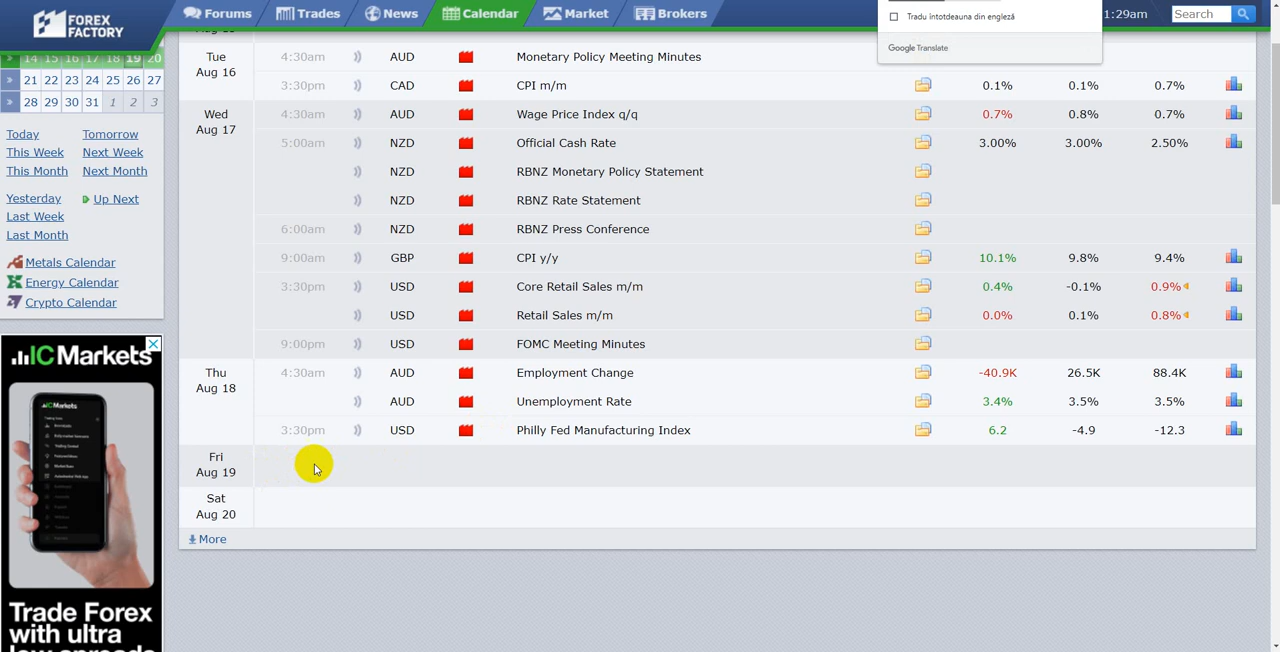 FOREX
FACTORY
Forums
Trades
News
Calendar
Market
Brokers
Tradu întotdeauna din engleză
Google Translate
1:29am
Search
» 14 15 16 17 18 19 20
» 21 22 23 24 25 26 27
» 28 29 30 31 1 2 3
Today Tomorrow
This Week Next Week
This Month Next Month
Yesterday Up Next
Last Week
Last Month
Metals Calendar
Energy Calendar
Crypto Calendar
IC Markets
IC Markets
Trade Forex
with ultra
low spreads
Tue
Aug 16
4:30am AUD Monetary Policy Meeting Minutes
3:30pm CAD CPI m/m 0.1% 0.1% 0.7%
Wed
Aug 17
4:30am AUD Wage Price Index q/q 0.7% 0.8% 0.7%
5:00am NZD Official Cash Rate 3.00% 3.00% 2.50%
NZD RBNZ Monetary Policy Statement
NZD RBNZ Rate Statement
6:00am NZD RBNZ Press Conference
9:00am GBP CPI y/y 10.1% 9.8% 9.4%
3:30pm USD Core Retail Sales m/m 0.4% -0.1% 0.9%
USD Retail Sales m/m 0.0% 0.1% 0.8%
9:00pm USD FOMC Meeting Minutes
Thu
Aug 18
4:30am AUD Employment Change -40.9K 26.5K 88.4K
AUD Unemployment Rate 3.4% 3.5% 3.5%
3:30pm USD Philly Fed Manufacturing Index 6.2 -4.9 -12.3
Fri
Aug 19
Sat
Aug 20
More